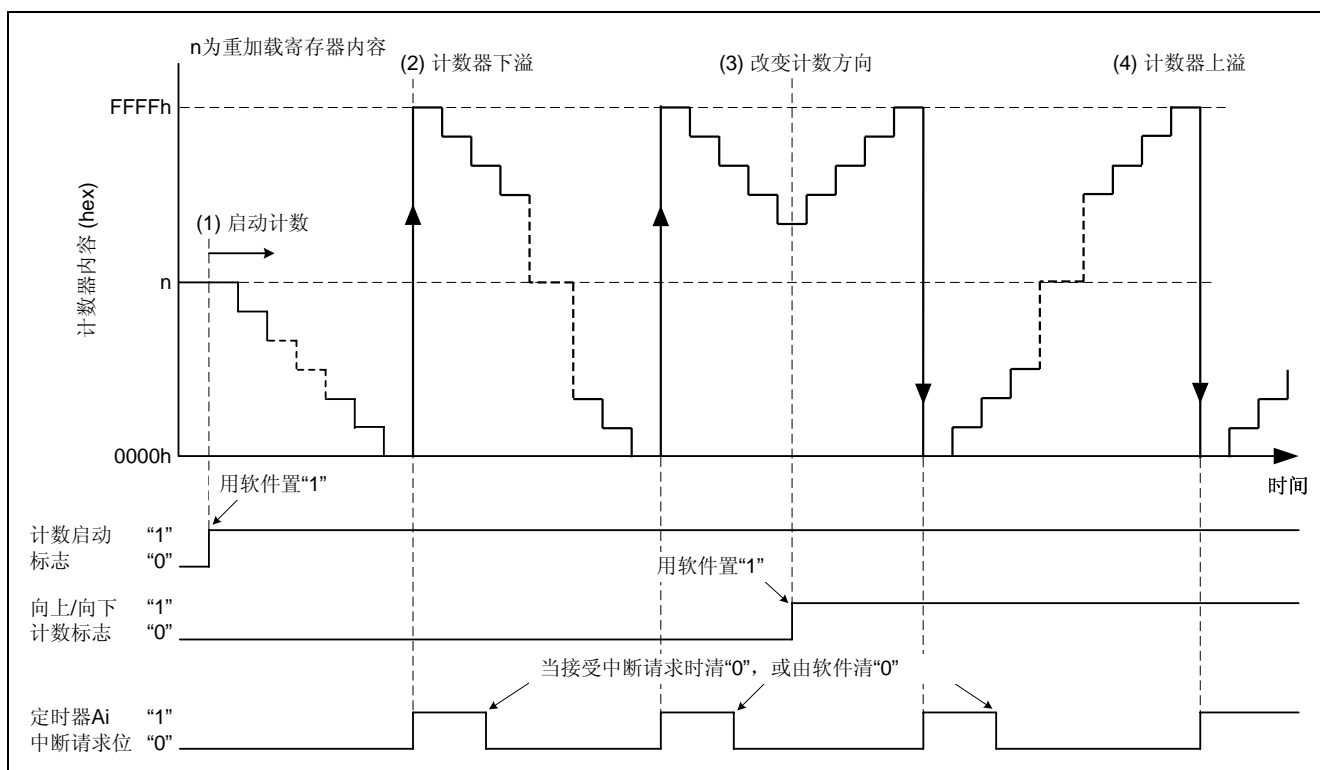 n为重加载寄存器内容
(2) 计数器下溢
(3) 改变计数方向
(4) 计数器上溢
FFFFh
计数器内容 (hex)
(1) 启动计数
n
0000h
时间
用软件置“1”
计数启动 “1”
标志 “0”
用软件置“1”
向上/向下 “1”
计数标志 “0”
当接受中断请求时清“0”，或由软件清“0”
定时器Ai “1”
中断请求位 “0”